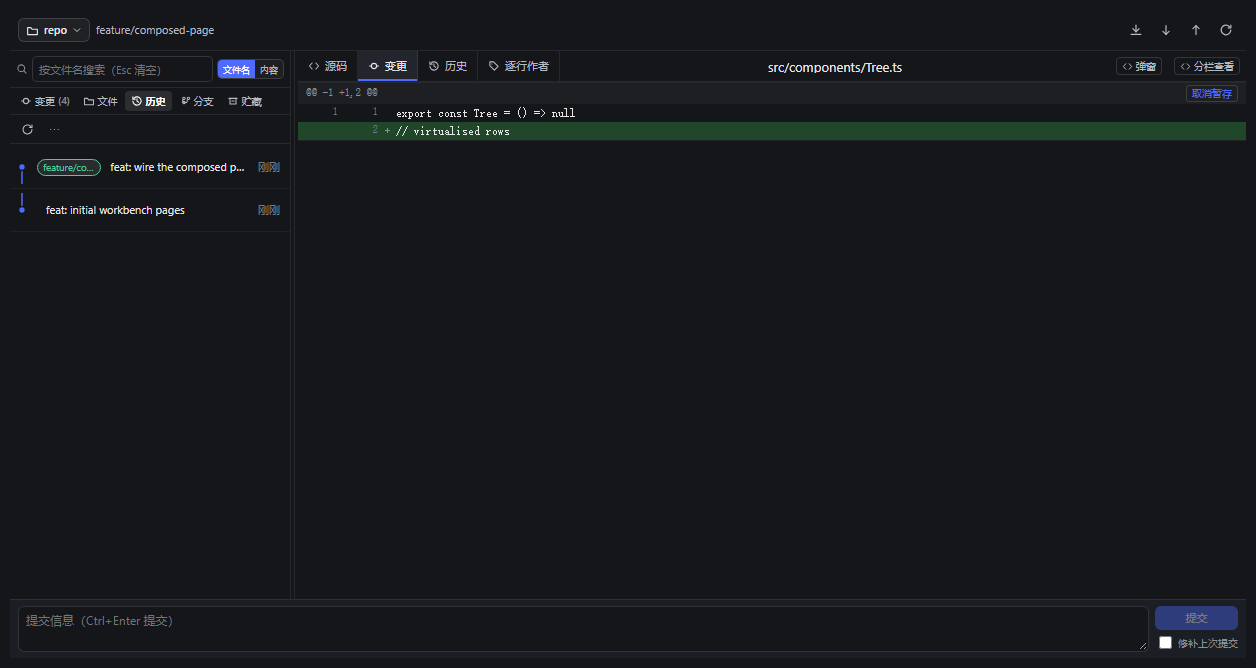 repo feature/composed-page
按文件名搜索（Esc 清空） 文件名 内容
变更 (4) 文件 历史 分支 贮藏
...
feature/co... feat: wire the composed p... 刚刚
feat: initial workbench pages 刚刚
源码 变更 历史 逐行作者 src/components/Tree.ts 弹窗 分栏查看
@@ -1 +1,2 @@ 取消暂存
1 1 export const Tree = () => null
2 + // virtualised rows
提交信息（Ctrl+Enter 提交） 提交
修补上次提交